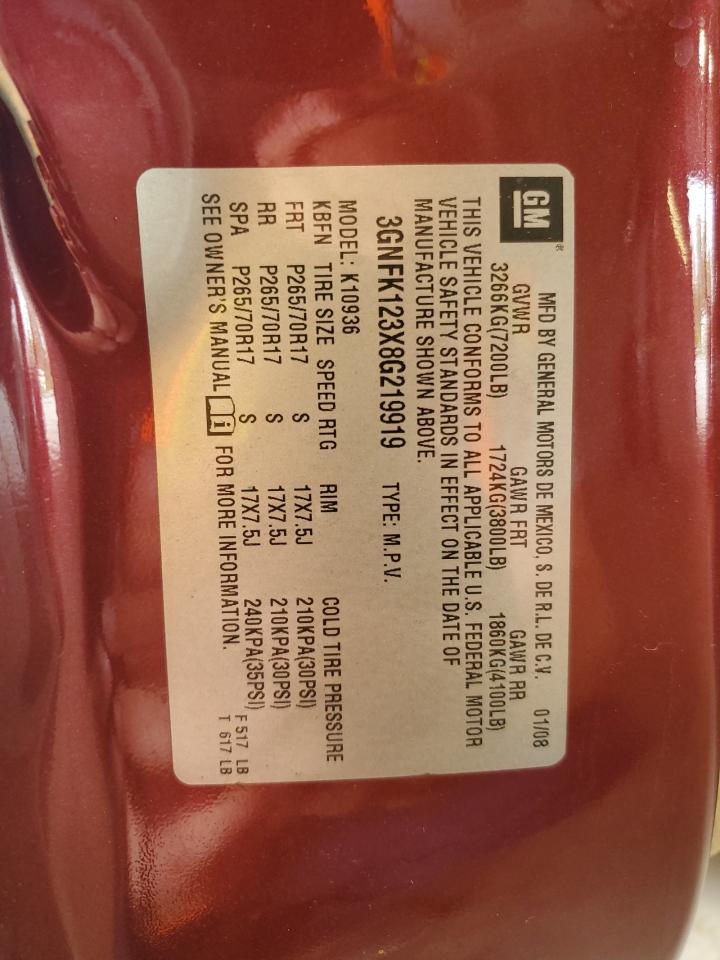 GM®
MFD BY GENERAL MOTORS DE MEXICO, S. DE R.L. DE C.V. 01/08
GVWR GAWR FRT GAWR RR
3266KG(7200LB) 1724KG(3800LB) 1860KG(4100LB)
THIS VEHICLE CONFORMS TO ALL APPLICABLE U.S. FEDERAL MOTOR
VEHICLE SAFETY STANDARDS IN EFFECT ON THE DATE OF
MANUFACTURE SHOWN ABOVE.
3GNFK123X8G219919 TYPE: M.P.V.
MODEL: K10936
KBFN TIRE SIZE SPEED RTG RIM COLD TIRE PRESSURE
FRT P265/70R17 S 17X7.5J 210KPA(30PSI)
RR P265/70R17 S 17X7.5J 210KPA(30PSI)
SPA P265/70R17 S 17X7.5J 240KPA(35PSI) F 517 LB
SEE OWNER'S MANUAL FOR MORE INFORMATION. T 617 LB